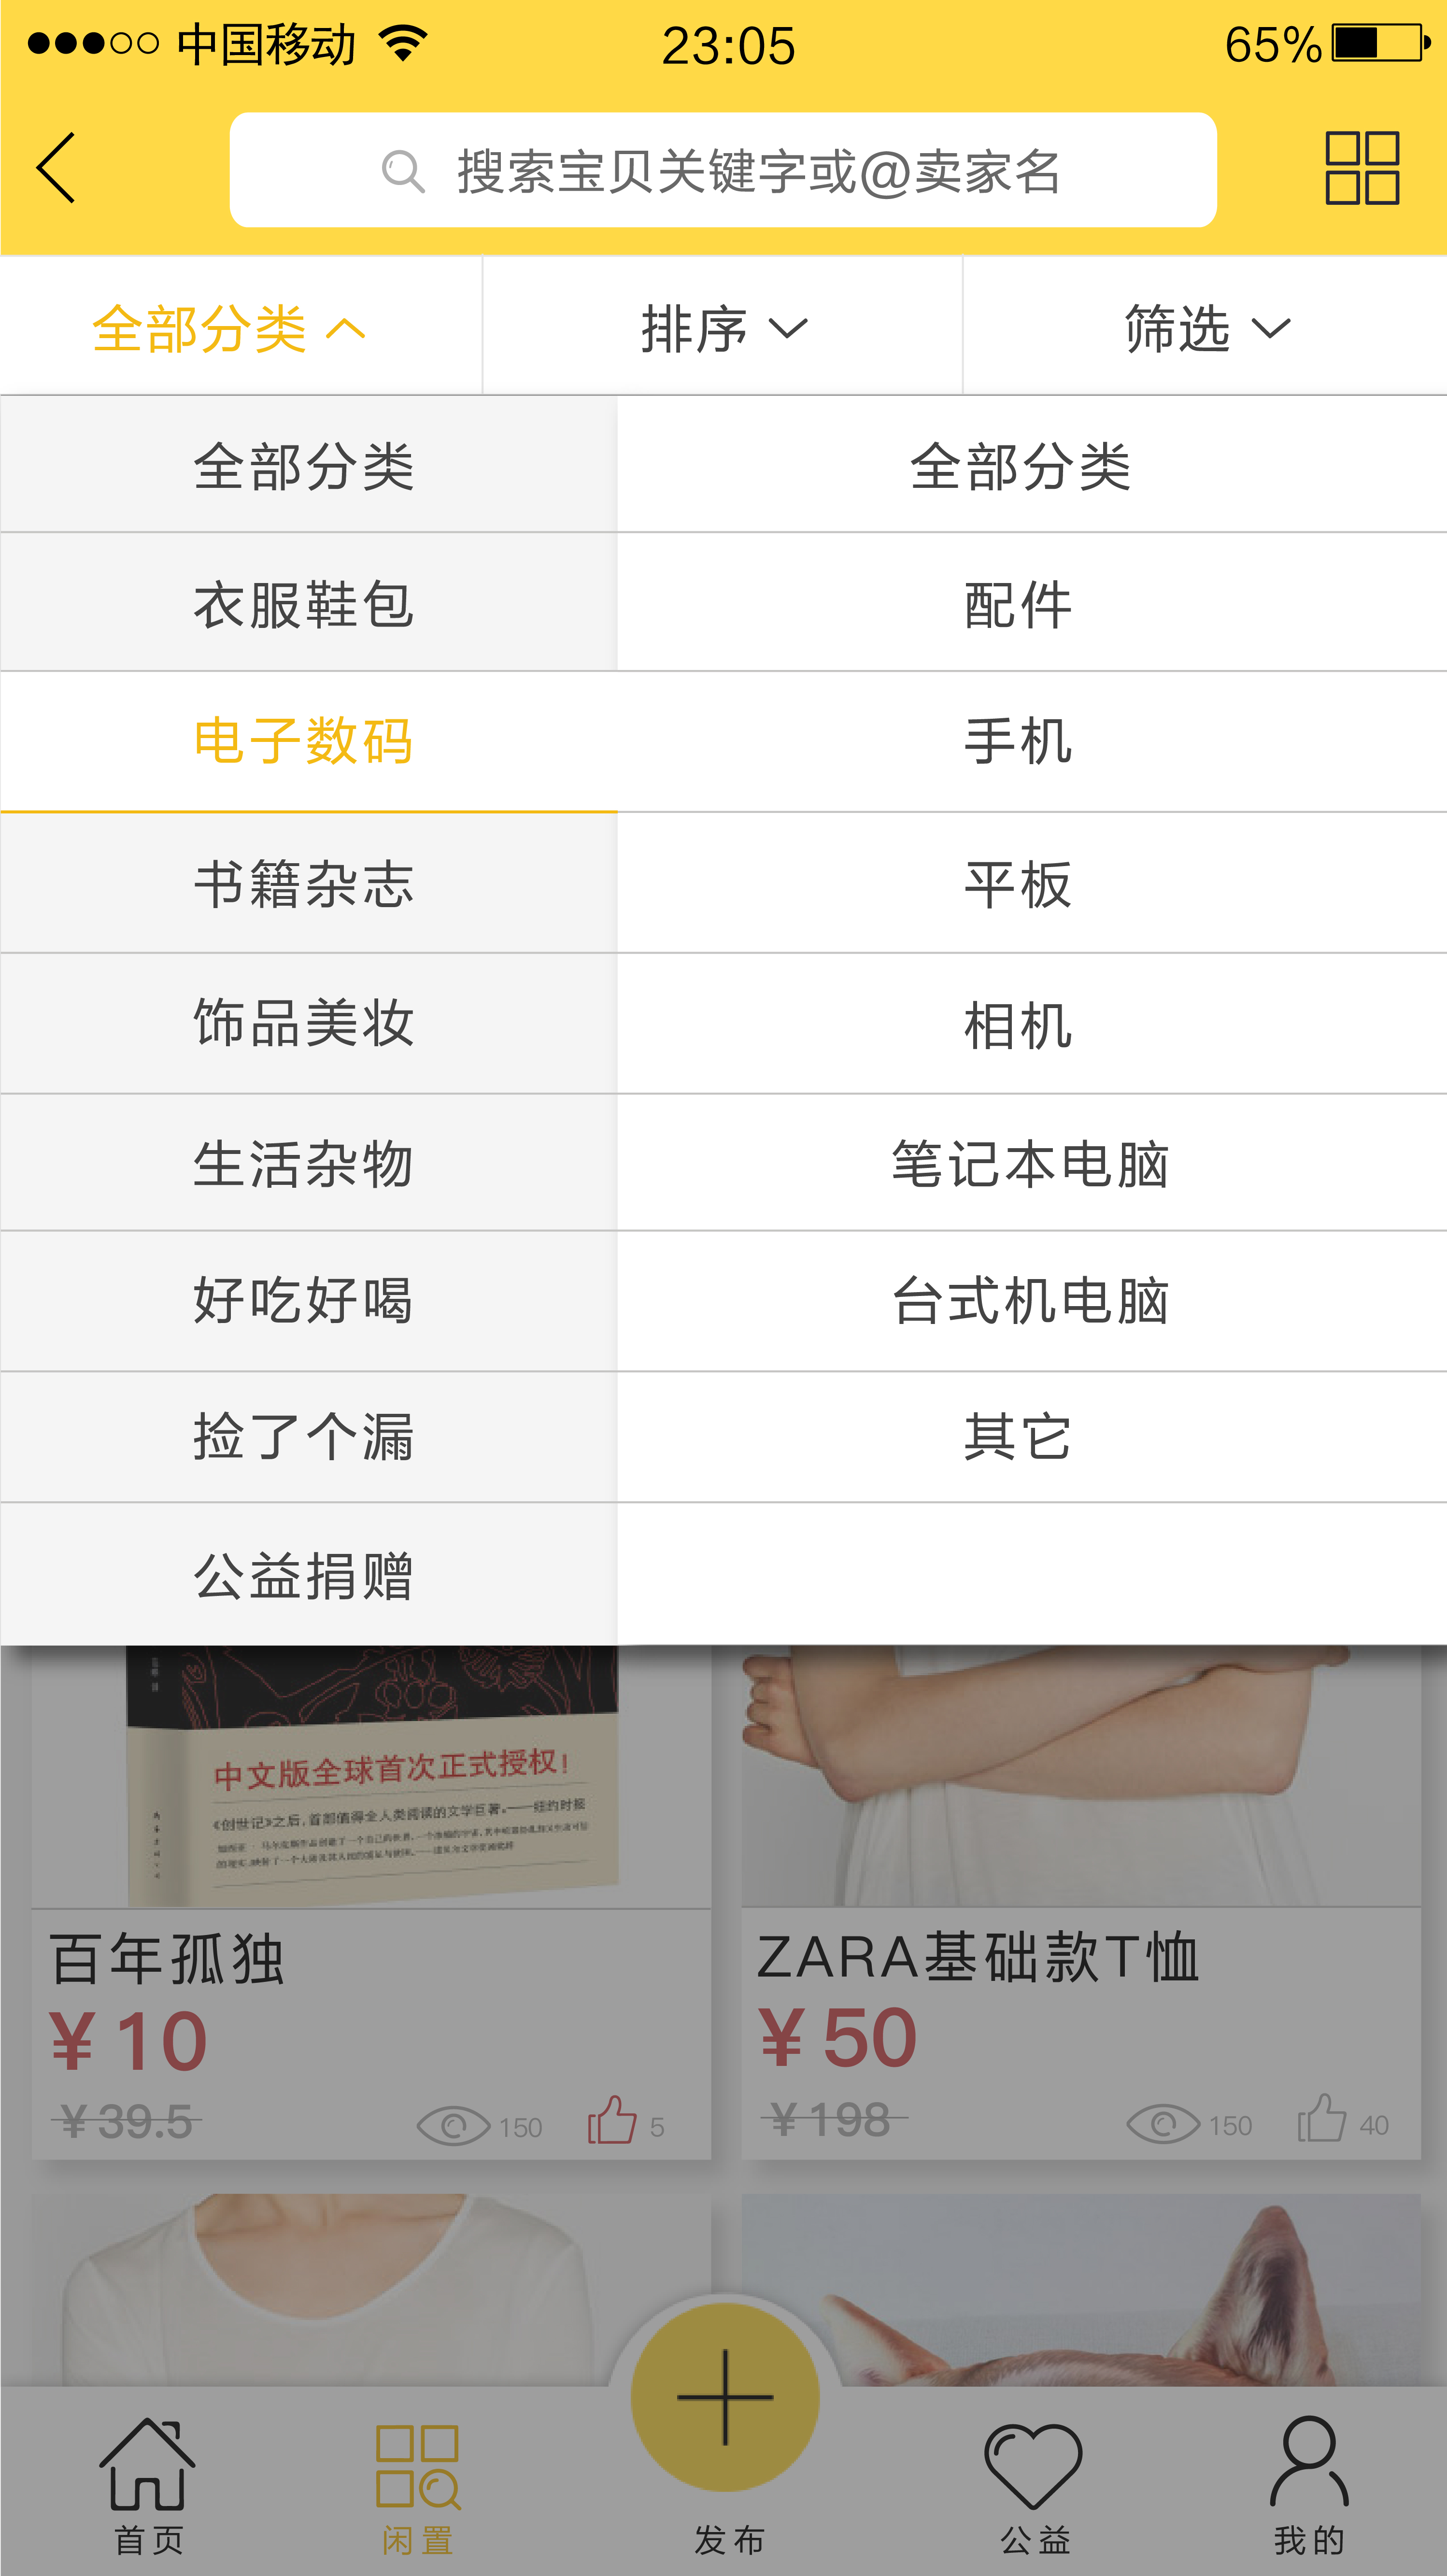 中国移动 23:05 65%
搜索宝贝关键字或@卖家名
全部分类 排序 筛选
全部分类 全部分类
衣服鞋包 配件
电子数码 手机
书籍杂志 平板
饰品美妆 相机
生活杂物 笔记本电脑
好吃好喝 台式机电脑
捡了个漏 其它
公益捐赠
中文版全球首次正式授权!
《创世记》之后,首部值得全人类阅读的文学巨著。——纽约时报
百年孤独 ZARA基础款T恤
¥10 ¥50
¥39.5 150 5 ¥198 150 40
首页 闲置 发布 公益 我的